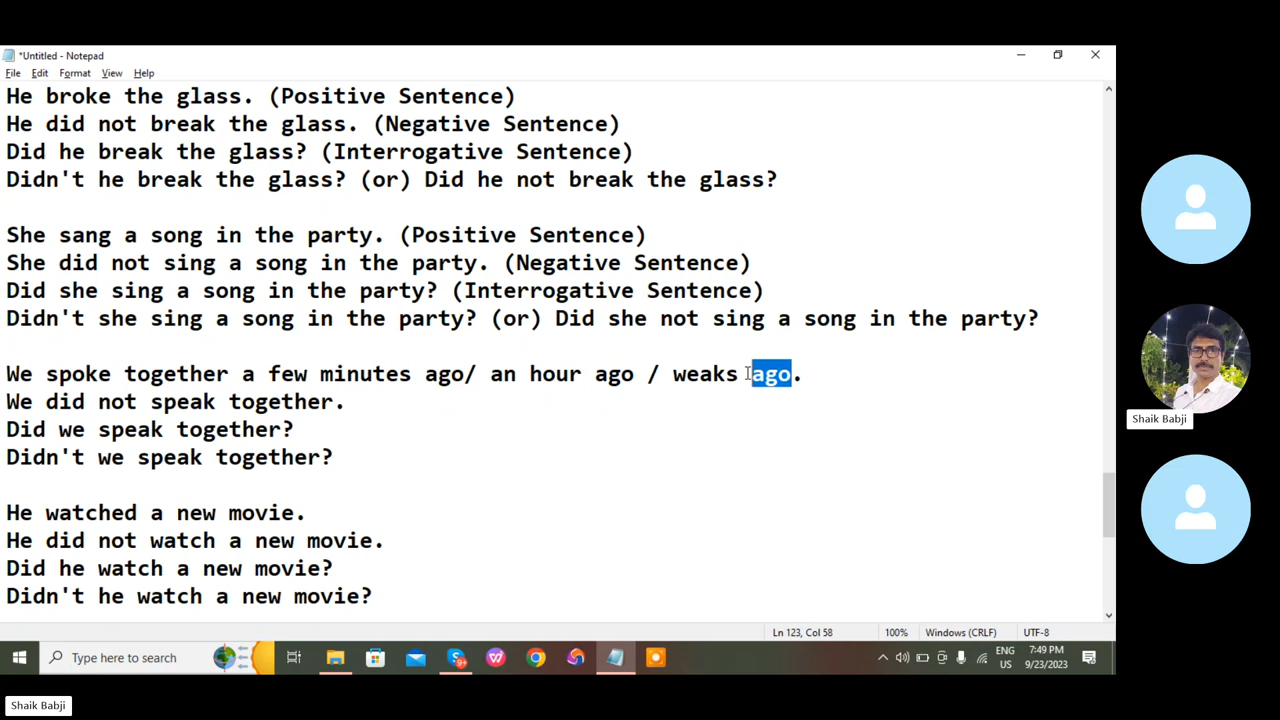 *Untitled - Notepad
File Edit Format View Help
He broke the glass. (Positive Sentence)
He did not break the glass. (Negative Sentence)
Did he break the glass? (Interrogative Sentence)
Didn't he break the glass? (or) Did he not break the glass?
She sang a song in the party. (Positive Sentence)
She did not sing a song in the party. (Negative Sentence)
Did she sing a song in the party? (Interrogative Sentence)
Didn't she sing a song in the party? (or) Did she not sing a song in the party?
We spoke together a few minutes ago/ an hour ago / weaks ago.
We did not speak together.
Did we speak together?
Didn't we speak together?
He watched a new movie.
He did not watch a new movie.
Did he watch a new movie?
Didn't he watch a new movie?
Shaik Babji
Ln 123, Col 58 100% Windows (CRLF) UTF-8
Type here to search
ENG
US
7:49 PM
9/23/2023
Shaik Babji